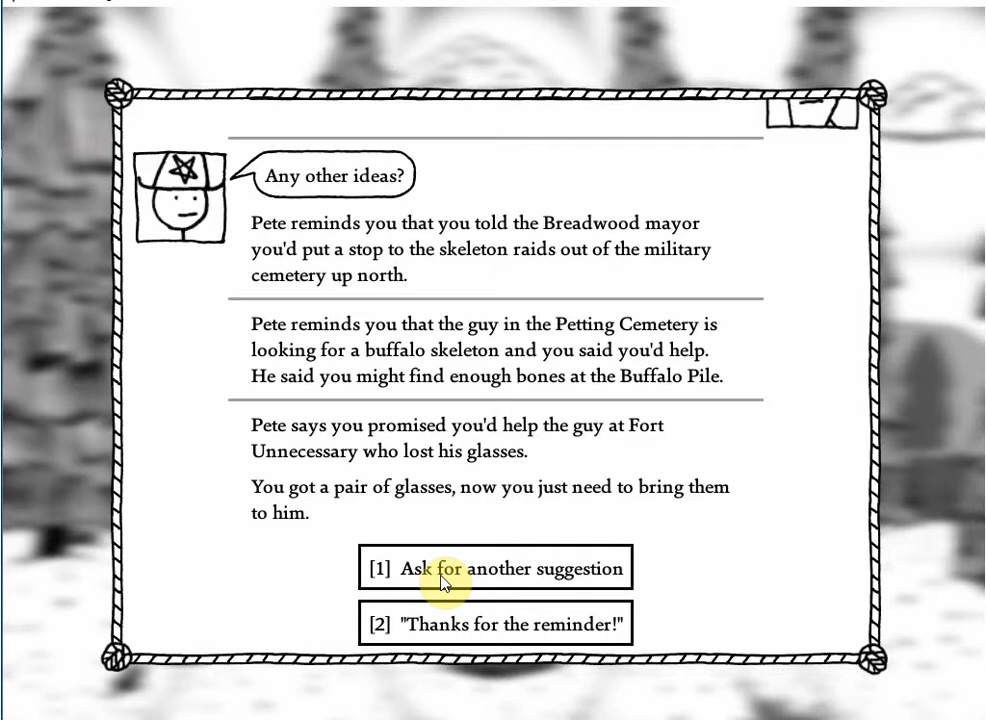 Any other ideas?
Pete reminds you that you told the Breadwood mayor
you'd put a stop to the skeleton raids out of the military
cemetery up north.
Pete reminds you that the guy in the Petting Cemetery is
looking for a buffalo skeleton and you said you'd help.
He said you might find enough bones at the Buffalo Pile.
Pete says you promised you'd help the guy at Fort
Unnecessary who lost his glasses.
You got a pair of glasses, now you just need to bring them
to him.
[1] Ask for another suggestion
[2] "Thanks for the reminder!"